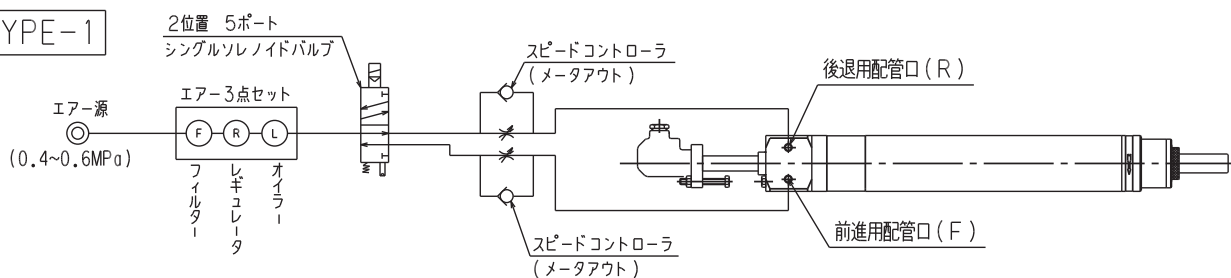 YPE-1
2位置 5ポート
シングルソレノイドバルブ
スピードコントローラ
(メータアウト)
後退用配管口(R)
エアー源
エアー3点セット
F R L
(0.4~0.6MPa)
フィルター
レギュレータ
オイラー
前進用配管口(F)
スピードコントローラ
(メータアウト)